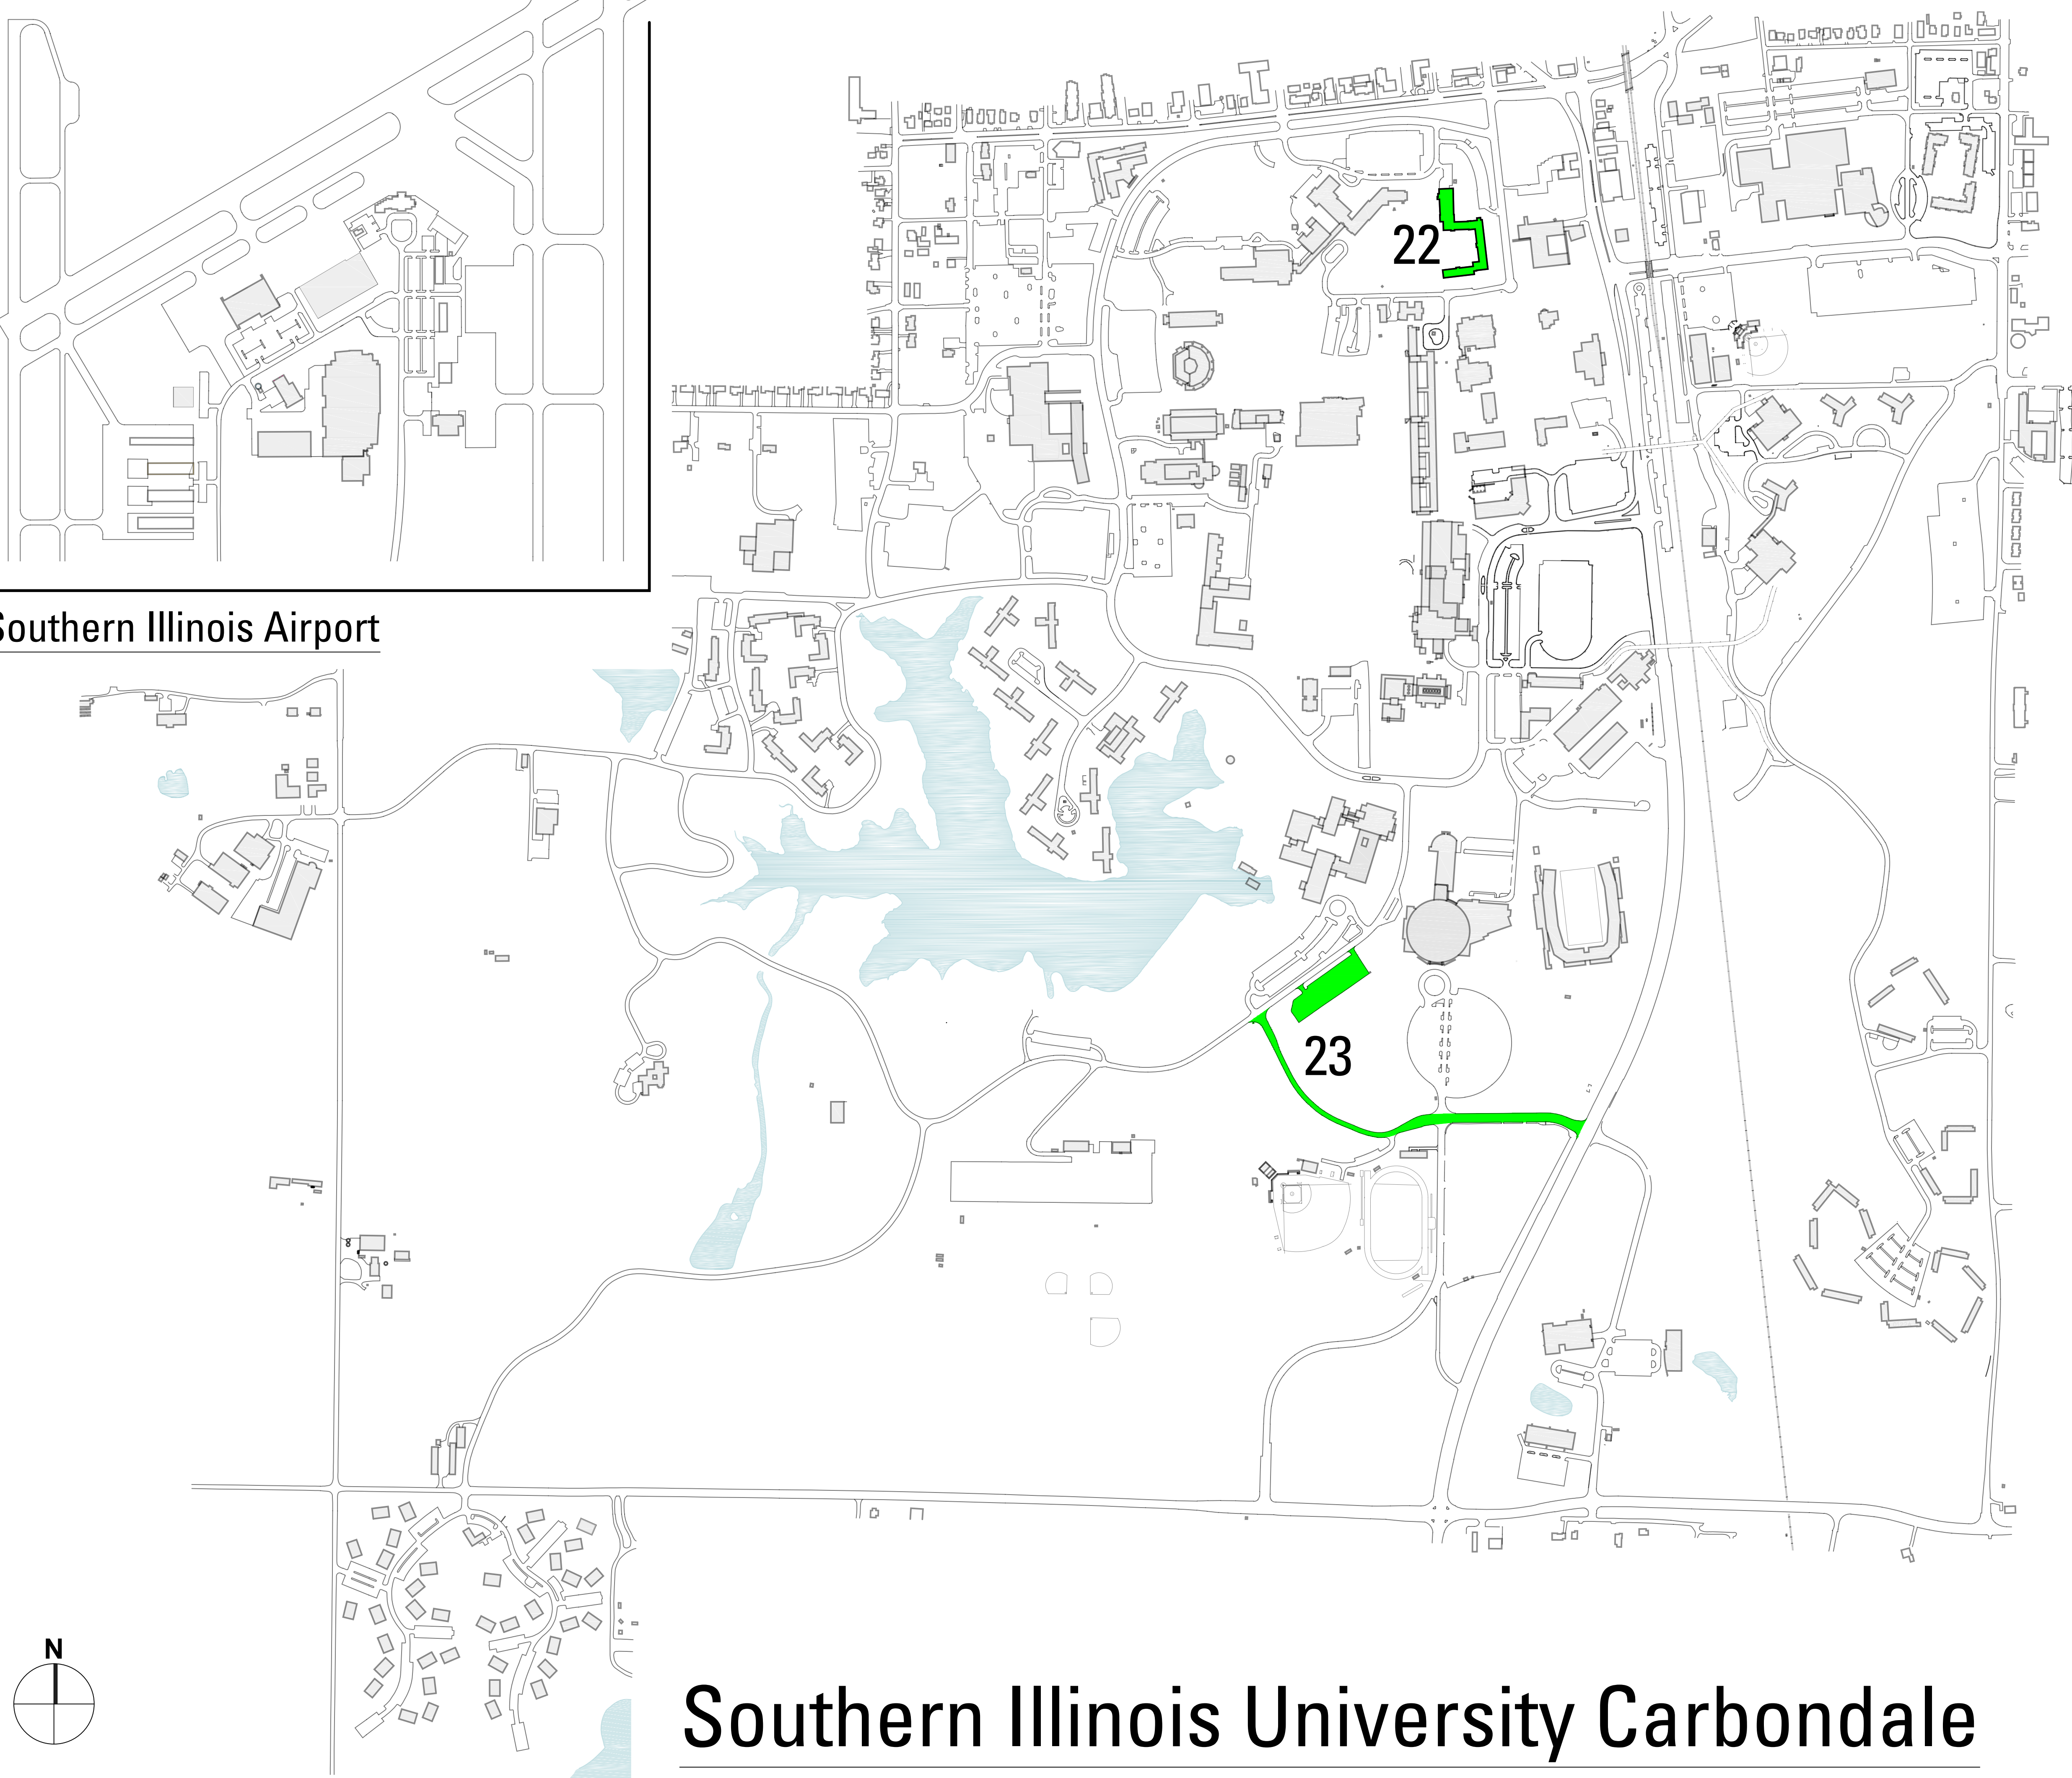 22
Southern Illinois Airport
23
N
Southern Illinois University Carbondale